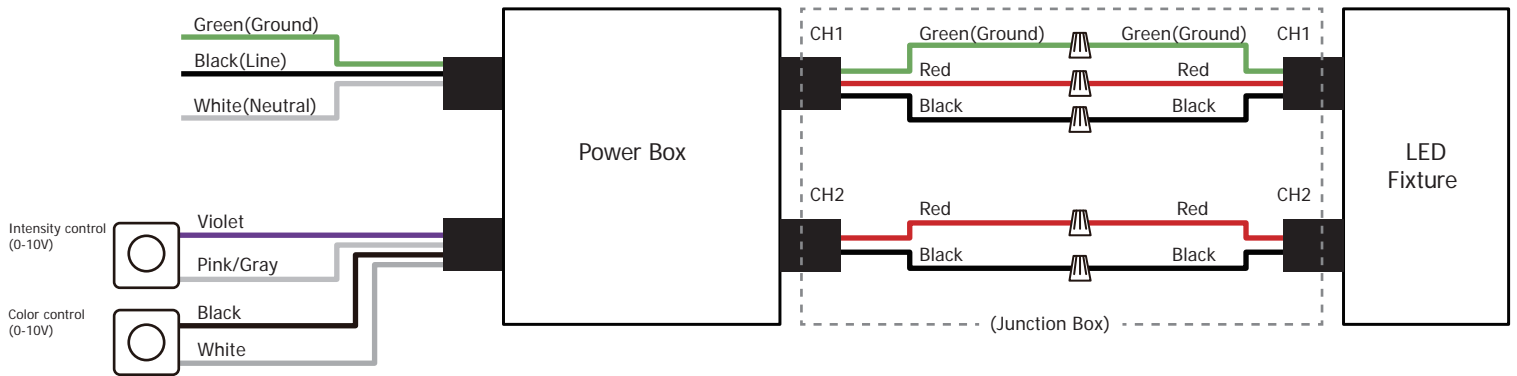 Green(Ground)
Black(Line)
White(Neutral)
Intensity control
(0-10V)
Violet
Pink/Gray
Color control
(0-10V)
Black
White
Power Box
CH1
Green(Ground)
Green(Ground)
CH1
Red
Red
Black
Black
CH2
Red
Red
CH2
Black
Black
(Junction Box)
LED
Fixture